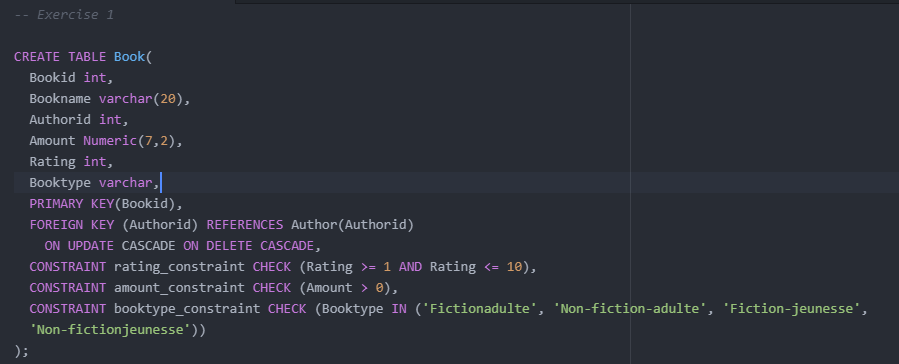 -- Exercise 1
CREATE TABLE Book(
Bookid int,
Bookname varchar(20),
Authorid int,
Amount Numeric(7,2),
Rating int,
Booktype varchar,
PRIMARY KEY(Bookid),
FOREIGN KEY (Authorid) REFERENCES Author(Authorid)
ON UPDATE CASCADE ON DELETE CASCADE,
CONSTRAINT rating_constraint CHECK (Rating >= 1 AND Rating <= 10),
CONSTRAINT amount_constraint CHECK (Amount > 0),
CONSTRAINT booktype_constraint CHECK (Booktype IN ('Fictionadulte', 'Non-fiction-adulte', 'Fiction-jeunesse',
'Non-fictionjeunesse'))
);